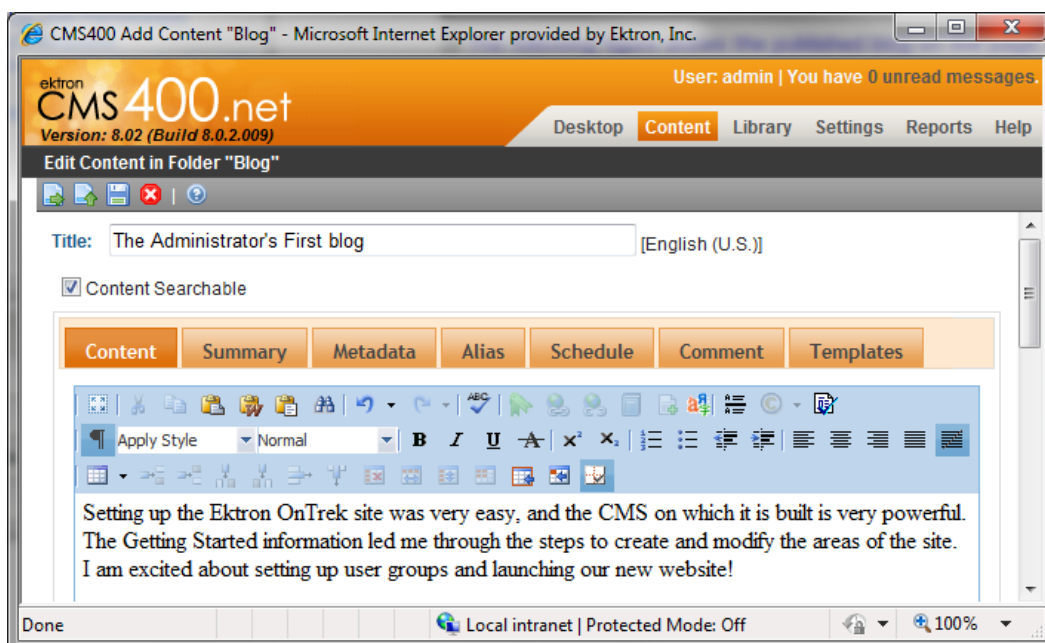 CMS400 Add Content "Blog" - Microsoft Internet Explorer provided by Ektron, Inc.
User: admin | You have 0 unread messages.
ektron
CMS400.net
Version: 8.02 (Build 8.0.2.009)
Desktop Content Library Settings Reports Help
Edit Content in Folder "Blog"
Title: The Administrator's First blog [English (U.S.)]
Content Searchable
Content Summary Metadata Alias Schedule Comment Templates
ABC
Apply Style Normal B I U A x² x₂
Setting up the Ektron OnTrek site was very easy, and the CMS on which it is built is very powerful.
The Getting Started information led me through the steps to create and modify the areas of the site.
I am excited about setting up user groups and launching our new website!
Done Local intranet | Protected Mode: Off 100%